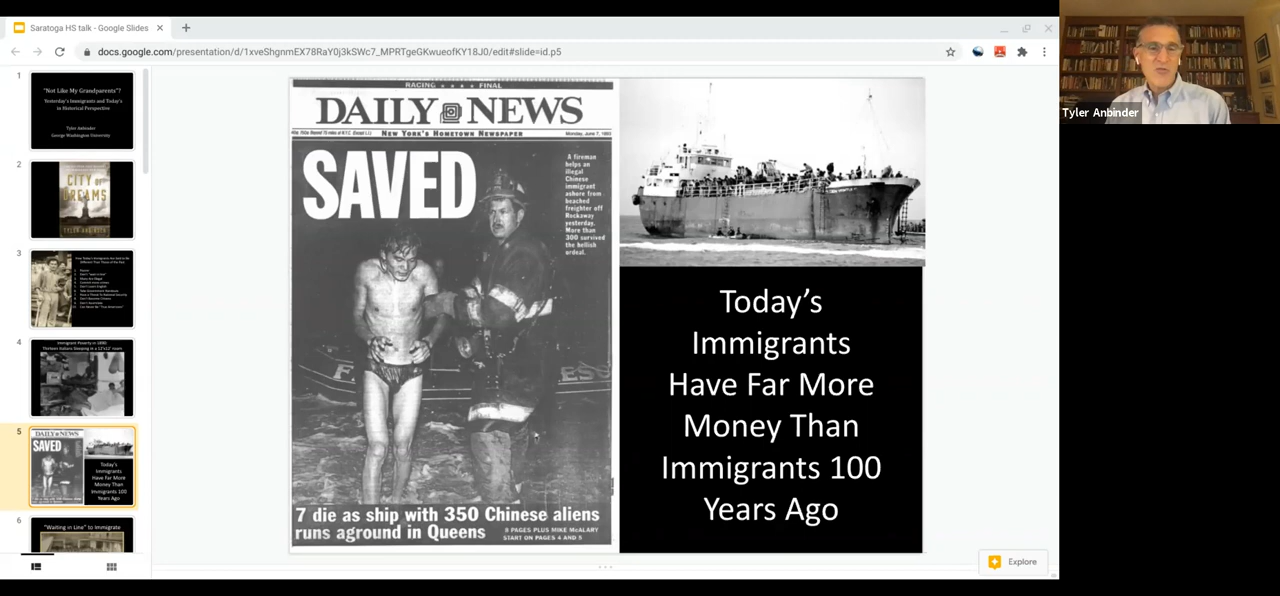 Saratoga HS talk - Google Slides
docs.google.com/presentation/d/1xveShgnmEX78RaY0j3kSWc7_MPRTgeGKwueofKY18J0/edit#slide=id.p5
Tyler Anbinder
1
"Not Like My Grandparents"?
Yesterday's Immigrants and Today's
in Historical Perspective
Tyler Anbinder
George Washington University
2
CITY OF
DREAMS
TYLER ANBINDER
3
4
Immigrant Poverty in 1890:
5
DAILY NEWS
SAVED
Today's
Immigrants
Have Far More
Money Than
Immigrants 100
Years Ago
6
"Waiting in Line" to Immigrate
RACING FINAL
DAILY NEWS
NEW YORK'S HOMETOWN NEWSPAPER
Monday, June 7, 1993
SAVED
A fireman
helps an
illegal
Chinese
immigrant
ashore from
beached
freighter off
Rockaway
yesterday.
More than
300 survived
the hellish
ordeal.
7 die as ship with 350 Chinese aliens
runs aground in Queens
8 PAGES PLUS MIKE McALARY
START ON PAGES 4 AND 5
Today's
Immigrants
Have Far More
Money Than
Immigrants 100
Years Ago
Explore